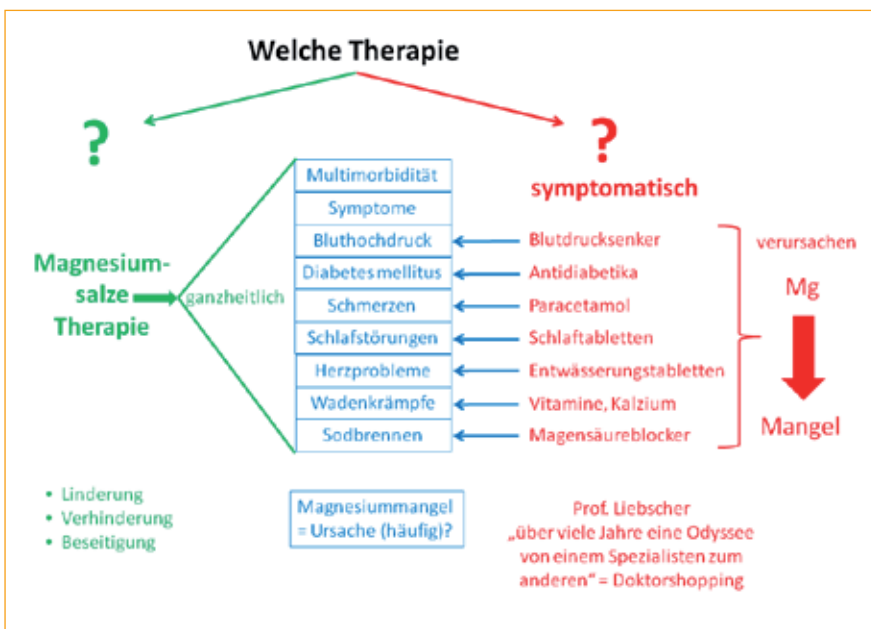 Welche Therapie
?
?
symptomatisch
Magnesium-
salze
Therapie
ganzheitlich
Multimorbidität
Symptome
Bluthochdruck
Diabetes mellitus
Schmerzen
Schlafstörungen
Herzprobleme
Wadenkrämpfe
Sodbrennen
Blutdrucksenker
Antidiabetika
Paracetamol
Schlaftabletten
Entwässerungstabletten
Vitamine, Kalzium
Magensäureblocker
verursachen
Mg
Mangel
• Linderung
• Verhinderung
• Beseitigung
Magnesiummangel
= Ursache (häufig)?
Prof. Liebscher
„über viele Jahre eine Odyssee
von einem Spezialisten zum
anderen“ = Doktorshopping